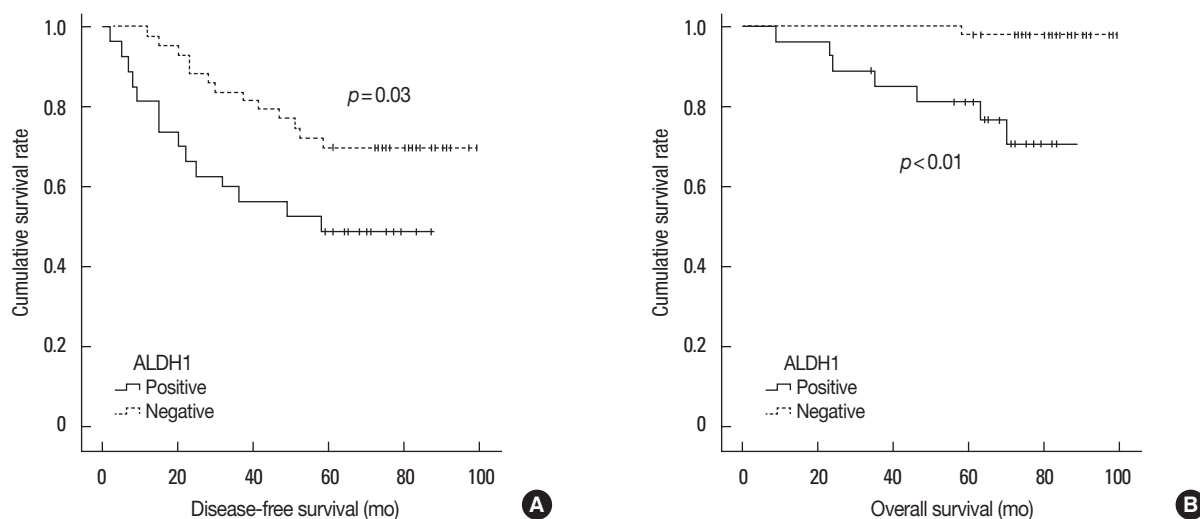 1.0
0.8
0.6
0.4
0.2
0
Cumulative survival rate
p=0.03
ALDH1
Positive
Negative
0 20 40 60 80 100
Disease-free survival (mo)
A
1.0
0.8
0.6
0.4
0.2
0
Cumulative survival rate
p<0.01
ALDH1
Positive
Negative
0 20 40 60 80 100
Overall survival (mo)
B